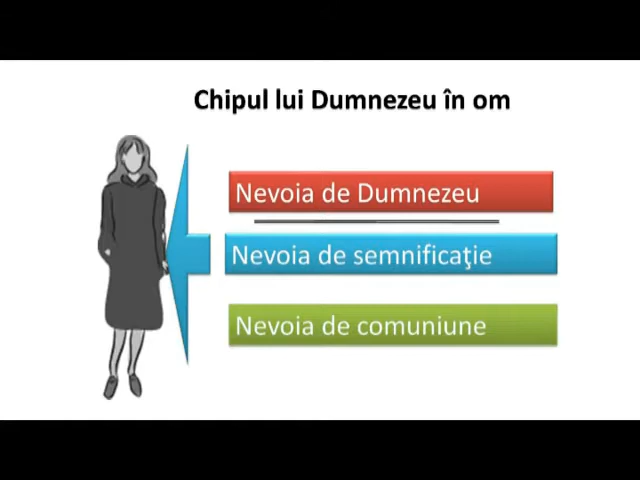 Chipul lui Dumnezeu în om
Nevoia de Dumnezeu
Nevoia de semnificaţie
Nevoia de comuniune